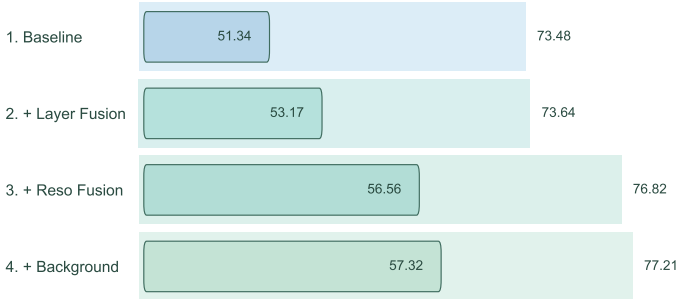 1. Baseline 51.34 73.48
2. + Layer Fusion 53.17 73.64
3. + Reso Fusion 56.56 76.82
4. + Background 57.32 77.21